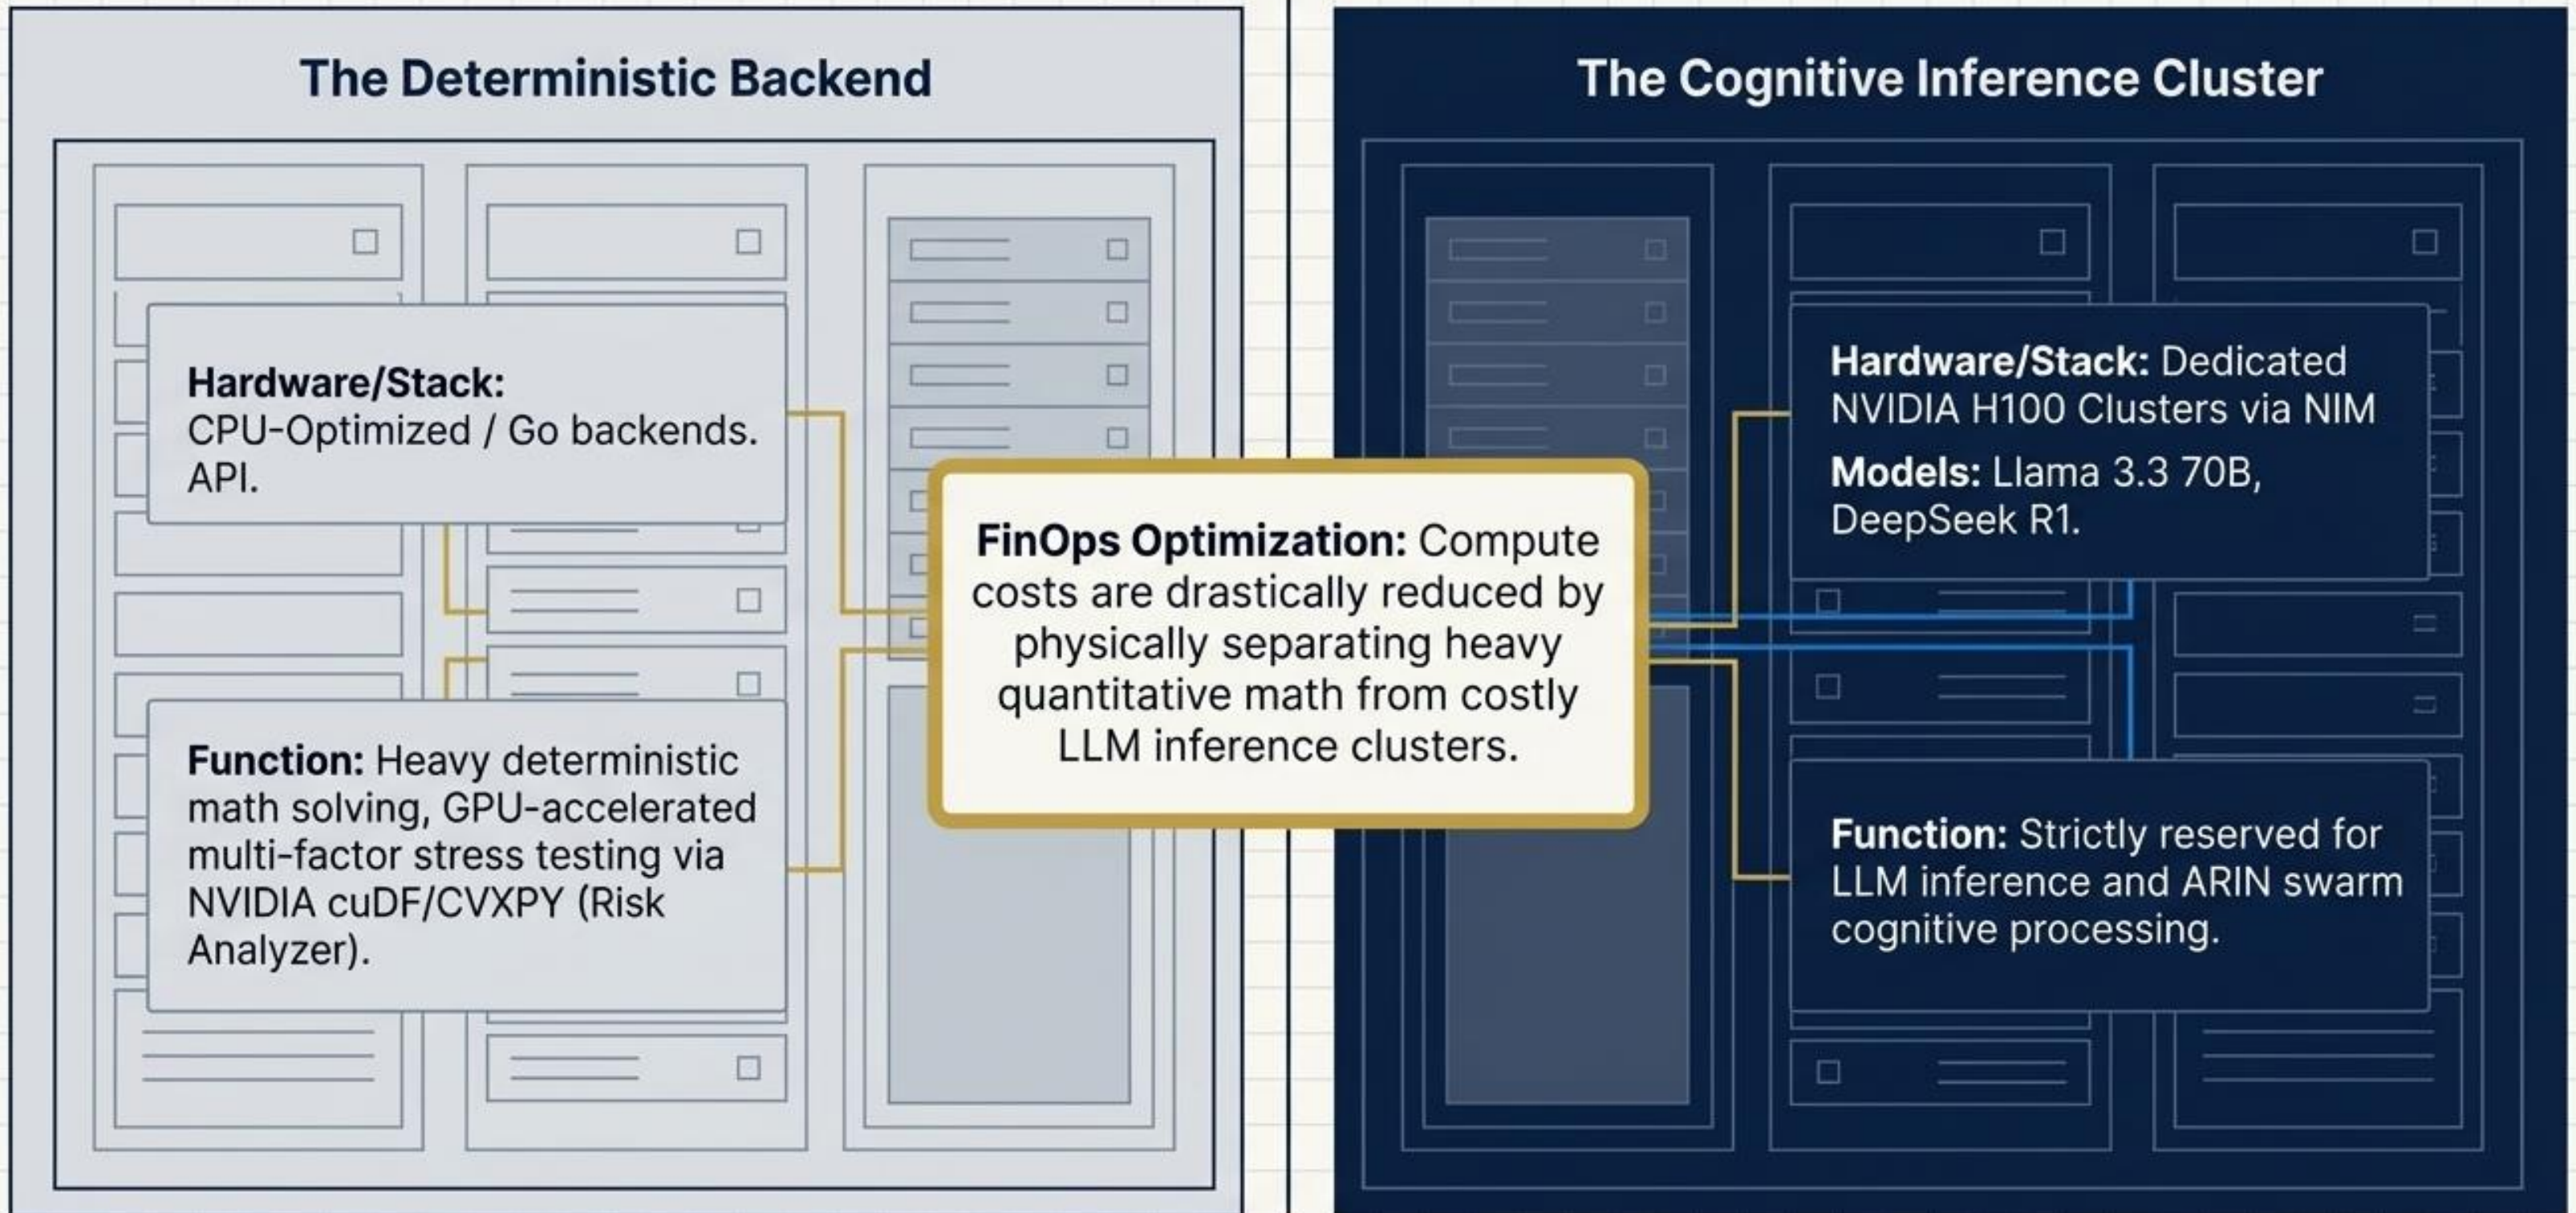 The Deterministic Backend
Hardware/Stack:
CPU-Optimized / Go backends.
API.
Function: Heavy deterministic
math solving, GPU-accelerated
multi-factor stress testing via
NVIDIA cuDF/CVXPY (Risk
Analyzer).
FinOps Optimization: Compute
costs are drastically reduced by
physically separating heavy
quantitative math from costly
LLM inference clusters.
The Cognitive Inference Cluster
Hardware/Stack: Dedicated
NVIDIA H100 Clusters via NIM
Models: Llama 3.3 70B,
DeepSeek R1.
Function: Strictly reserved for
LLM inference and ARIN swarm
cognitive processing.